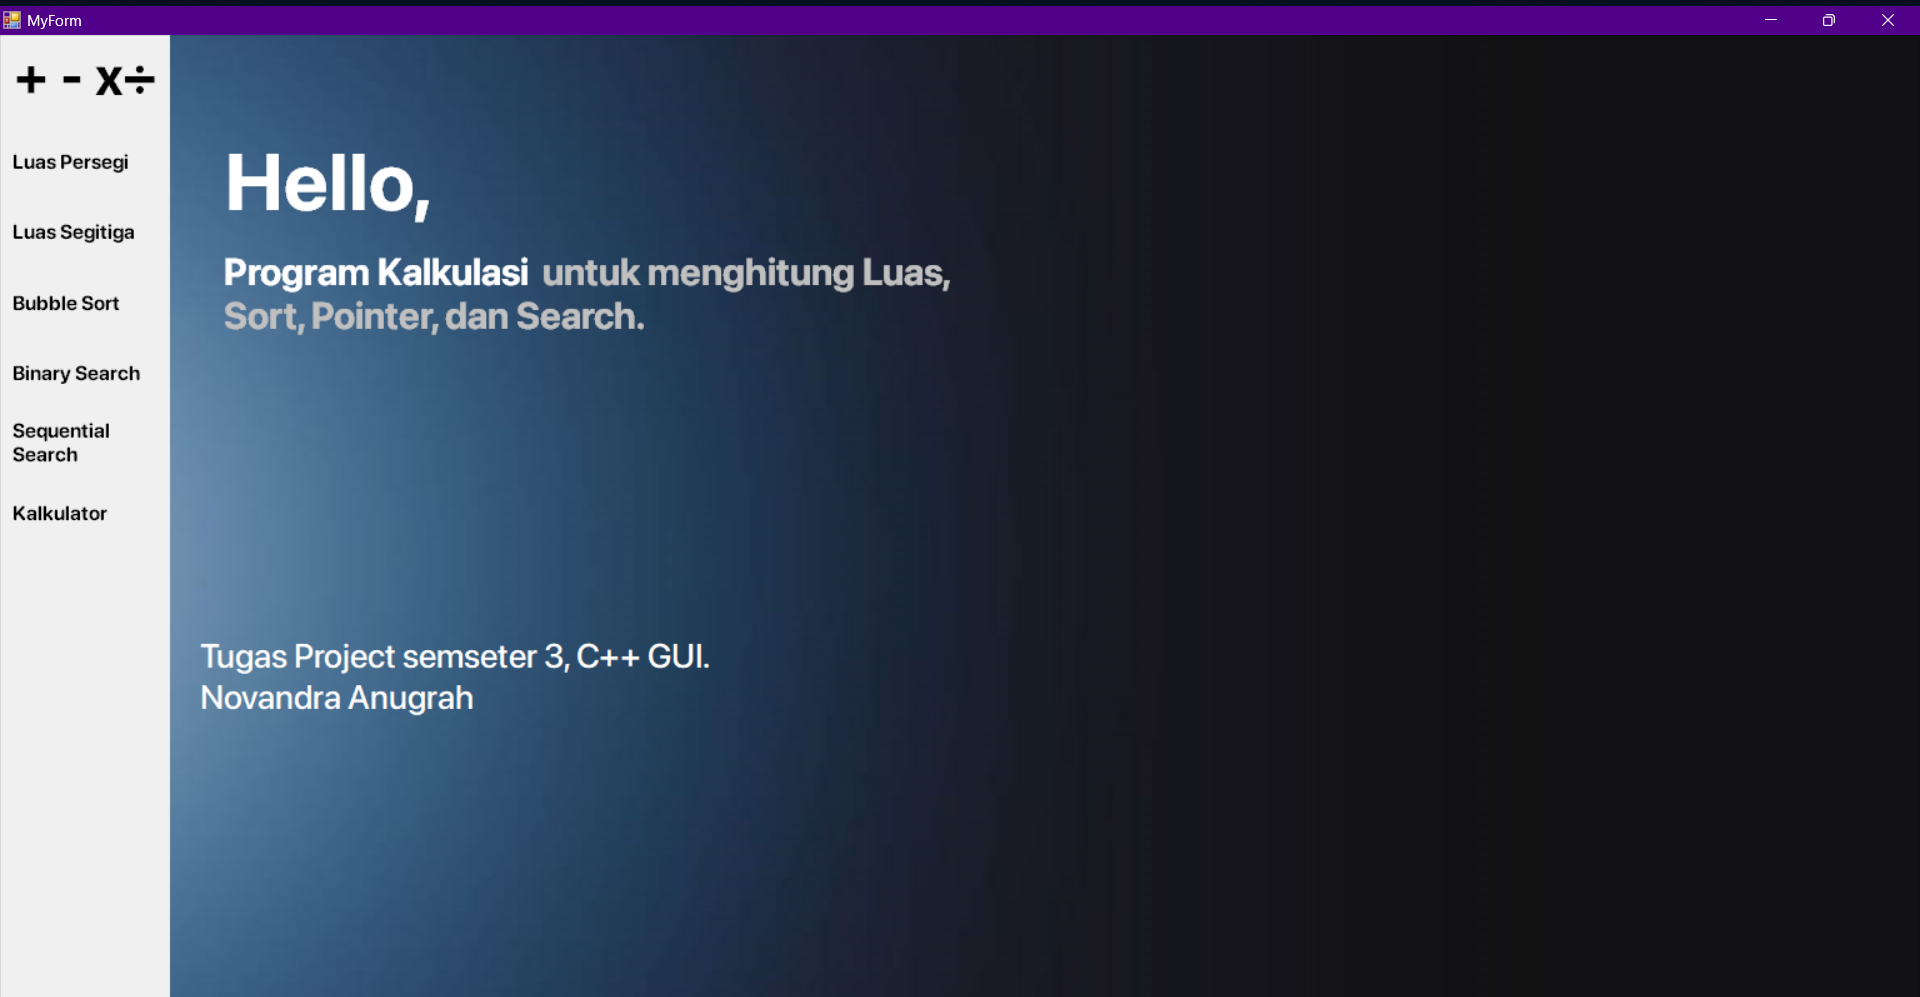 MyForm
+ - x÷
Luas Persegi
Luas Segitiga
Bubble Sort
Binary Search
Sequential
Search
Kalkulator
Hello,
Program Kalkulasi untuk menghitung Luas,
Sort, Pointer, dan Search.
Tugas Project semseter 3, C++ GUI.
Novandra Anugrah